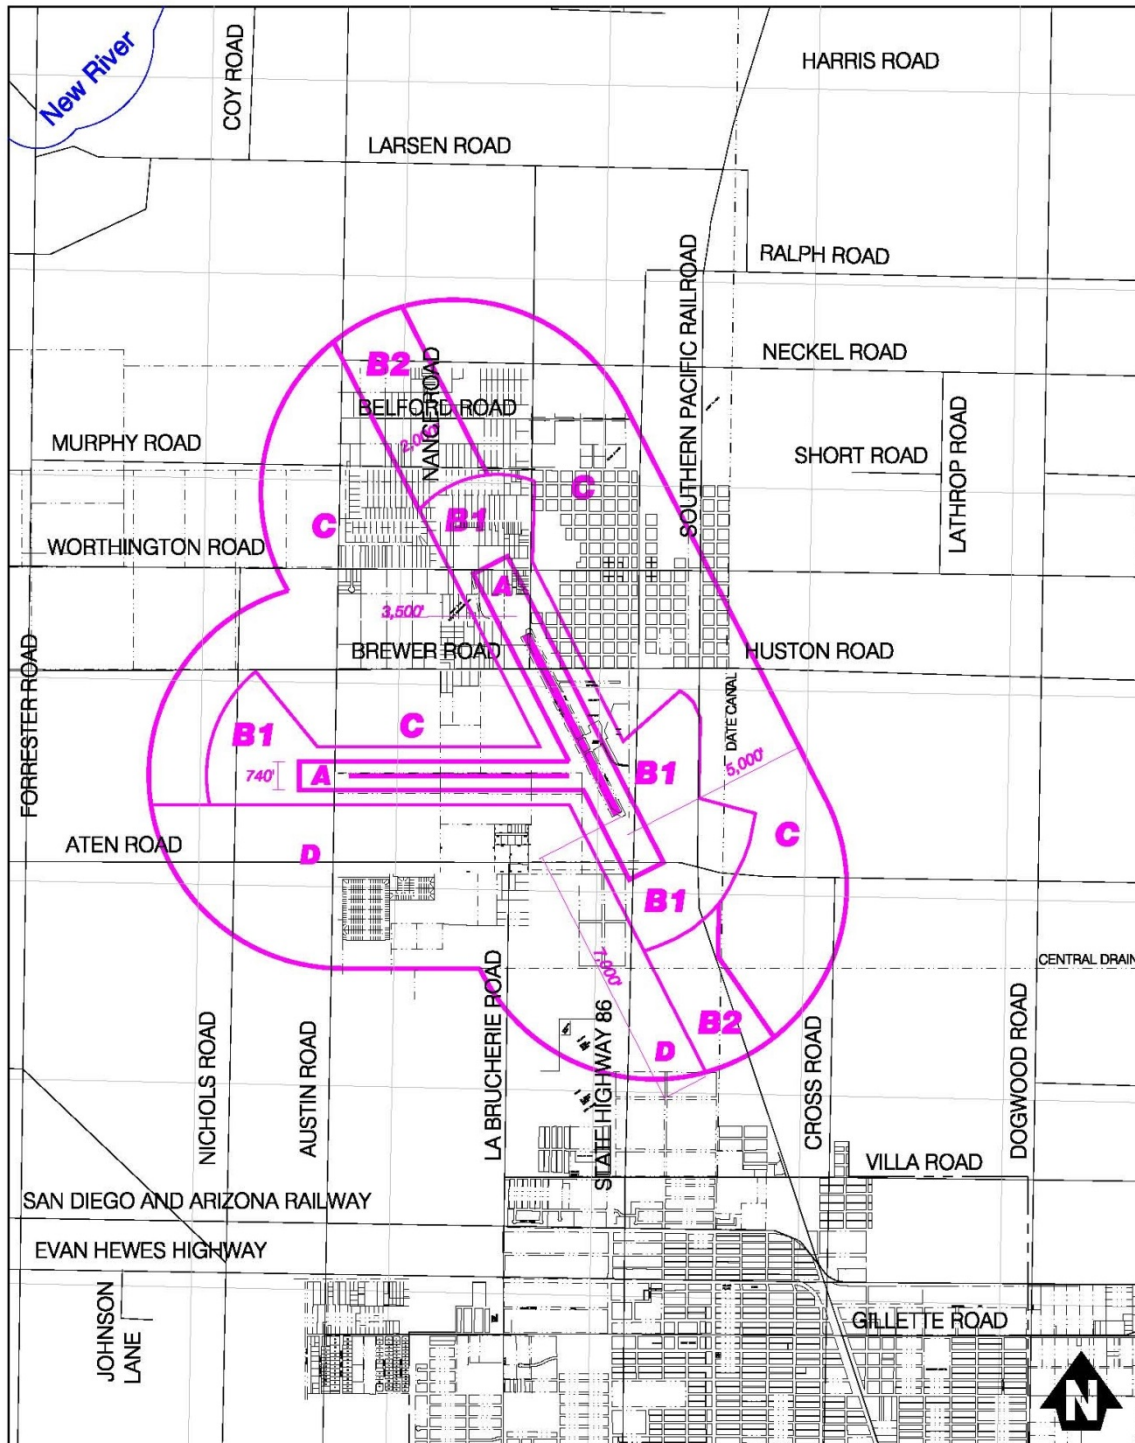 New River
COY ROAD
HARRIS ROAD
LARSEN ROAD
RALPH ROAD
SOUTHERN PACIFIC RAILROAD
NECKEL ROAD
B2
NANCE ROAD
BELFORD ROAD
2,000'
MURPHY ROAD
SHORT ROAD
LATHROP ROAD
C
C
B1
WORTHINGTON ROAD
A
3,500'
BREWER ROAD
HUSTON ROAD
FORRESTER ROAD
DATE CANAL
C
B1
740'
A
B1
5,000'
C
ATEN ROAD
D
B1
7,000'
CENTRAL DRAIN
B2
D
NICHOLS ROAD
AUSTIN ROAD
LA BRUCHERIE ROAD
STATE HIGHWAY 86
CROSS ROAD
DOGWOOD ROAD
VILLA ROAD
SAN DIEGO AND ARIZONA RAILWAY
EVAN HEWES HIGHWAY
JOHNSON
LANE
GILLETTE ROAD
N